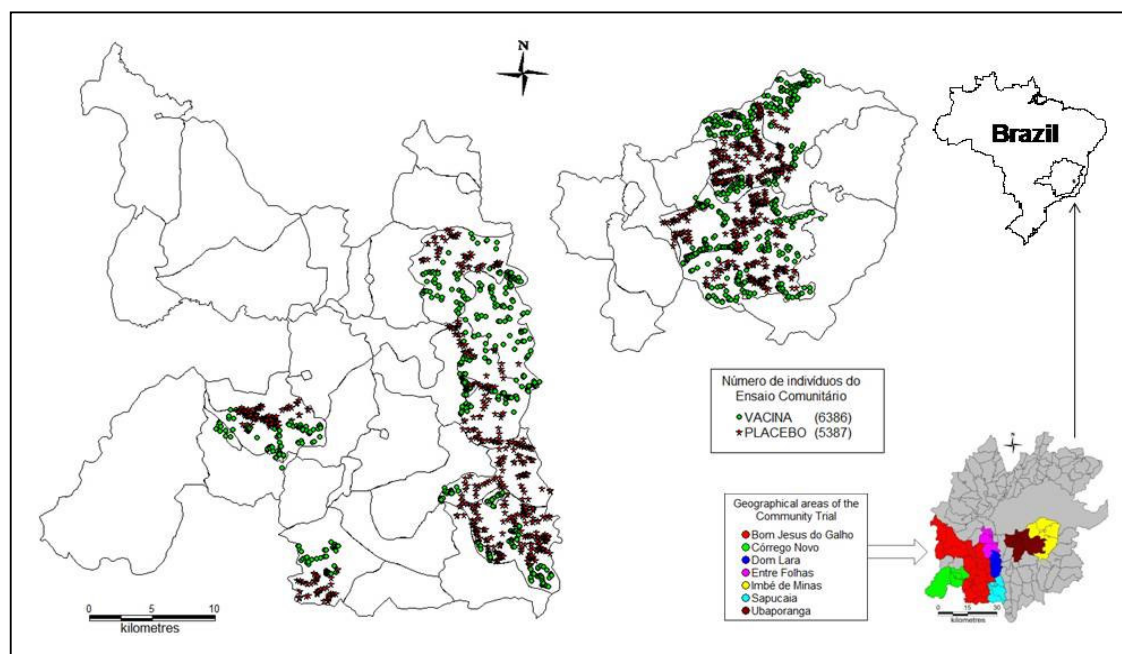 N
Brazil
Número de indivíduos do
Ensaio Comunitário
VACINA (6386)
PLACEBO (5387)
0 5 10
kilometres
Geographical areas of the
Community Trial
Bom Jesus do Galho
Córrego Novo
Dom Lara
Entre Folhas
Imbé de Minas
Sapucaia
Ubaporanga
N
0 15 30
kilometres